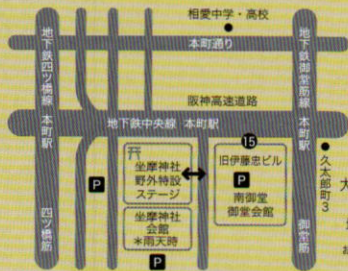 相愛中学・高校
本町通り
地下鉄四ツ橋線 本町駅
地下鉄御堂筋線 本町駅
阪神高速道路
地下鉄中央線 本町駅
15
坐摩神社
野外特設
ステージ
旧伊藤忠ビル
P
南御堂
御堂会館
P
坐摩神社
会館
*雨天時
P
久太郎町3
四ツ橋筋
御堂筋
大
お